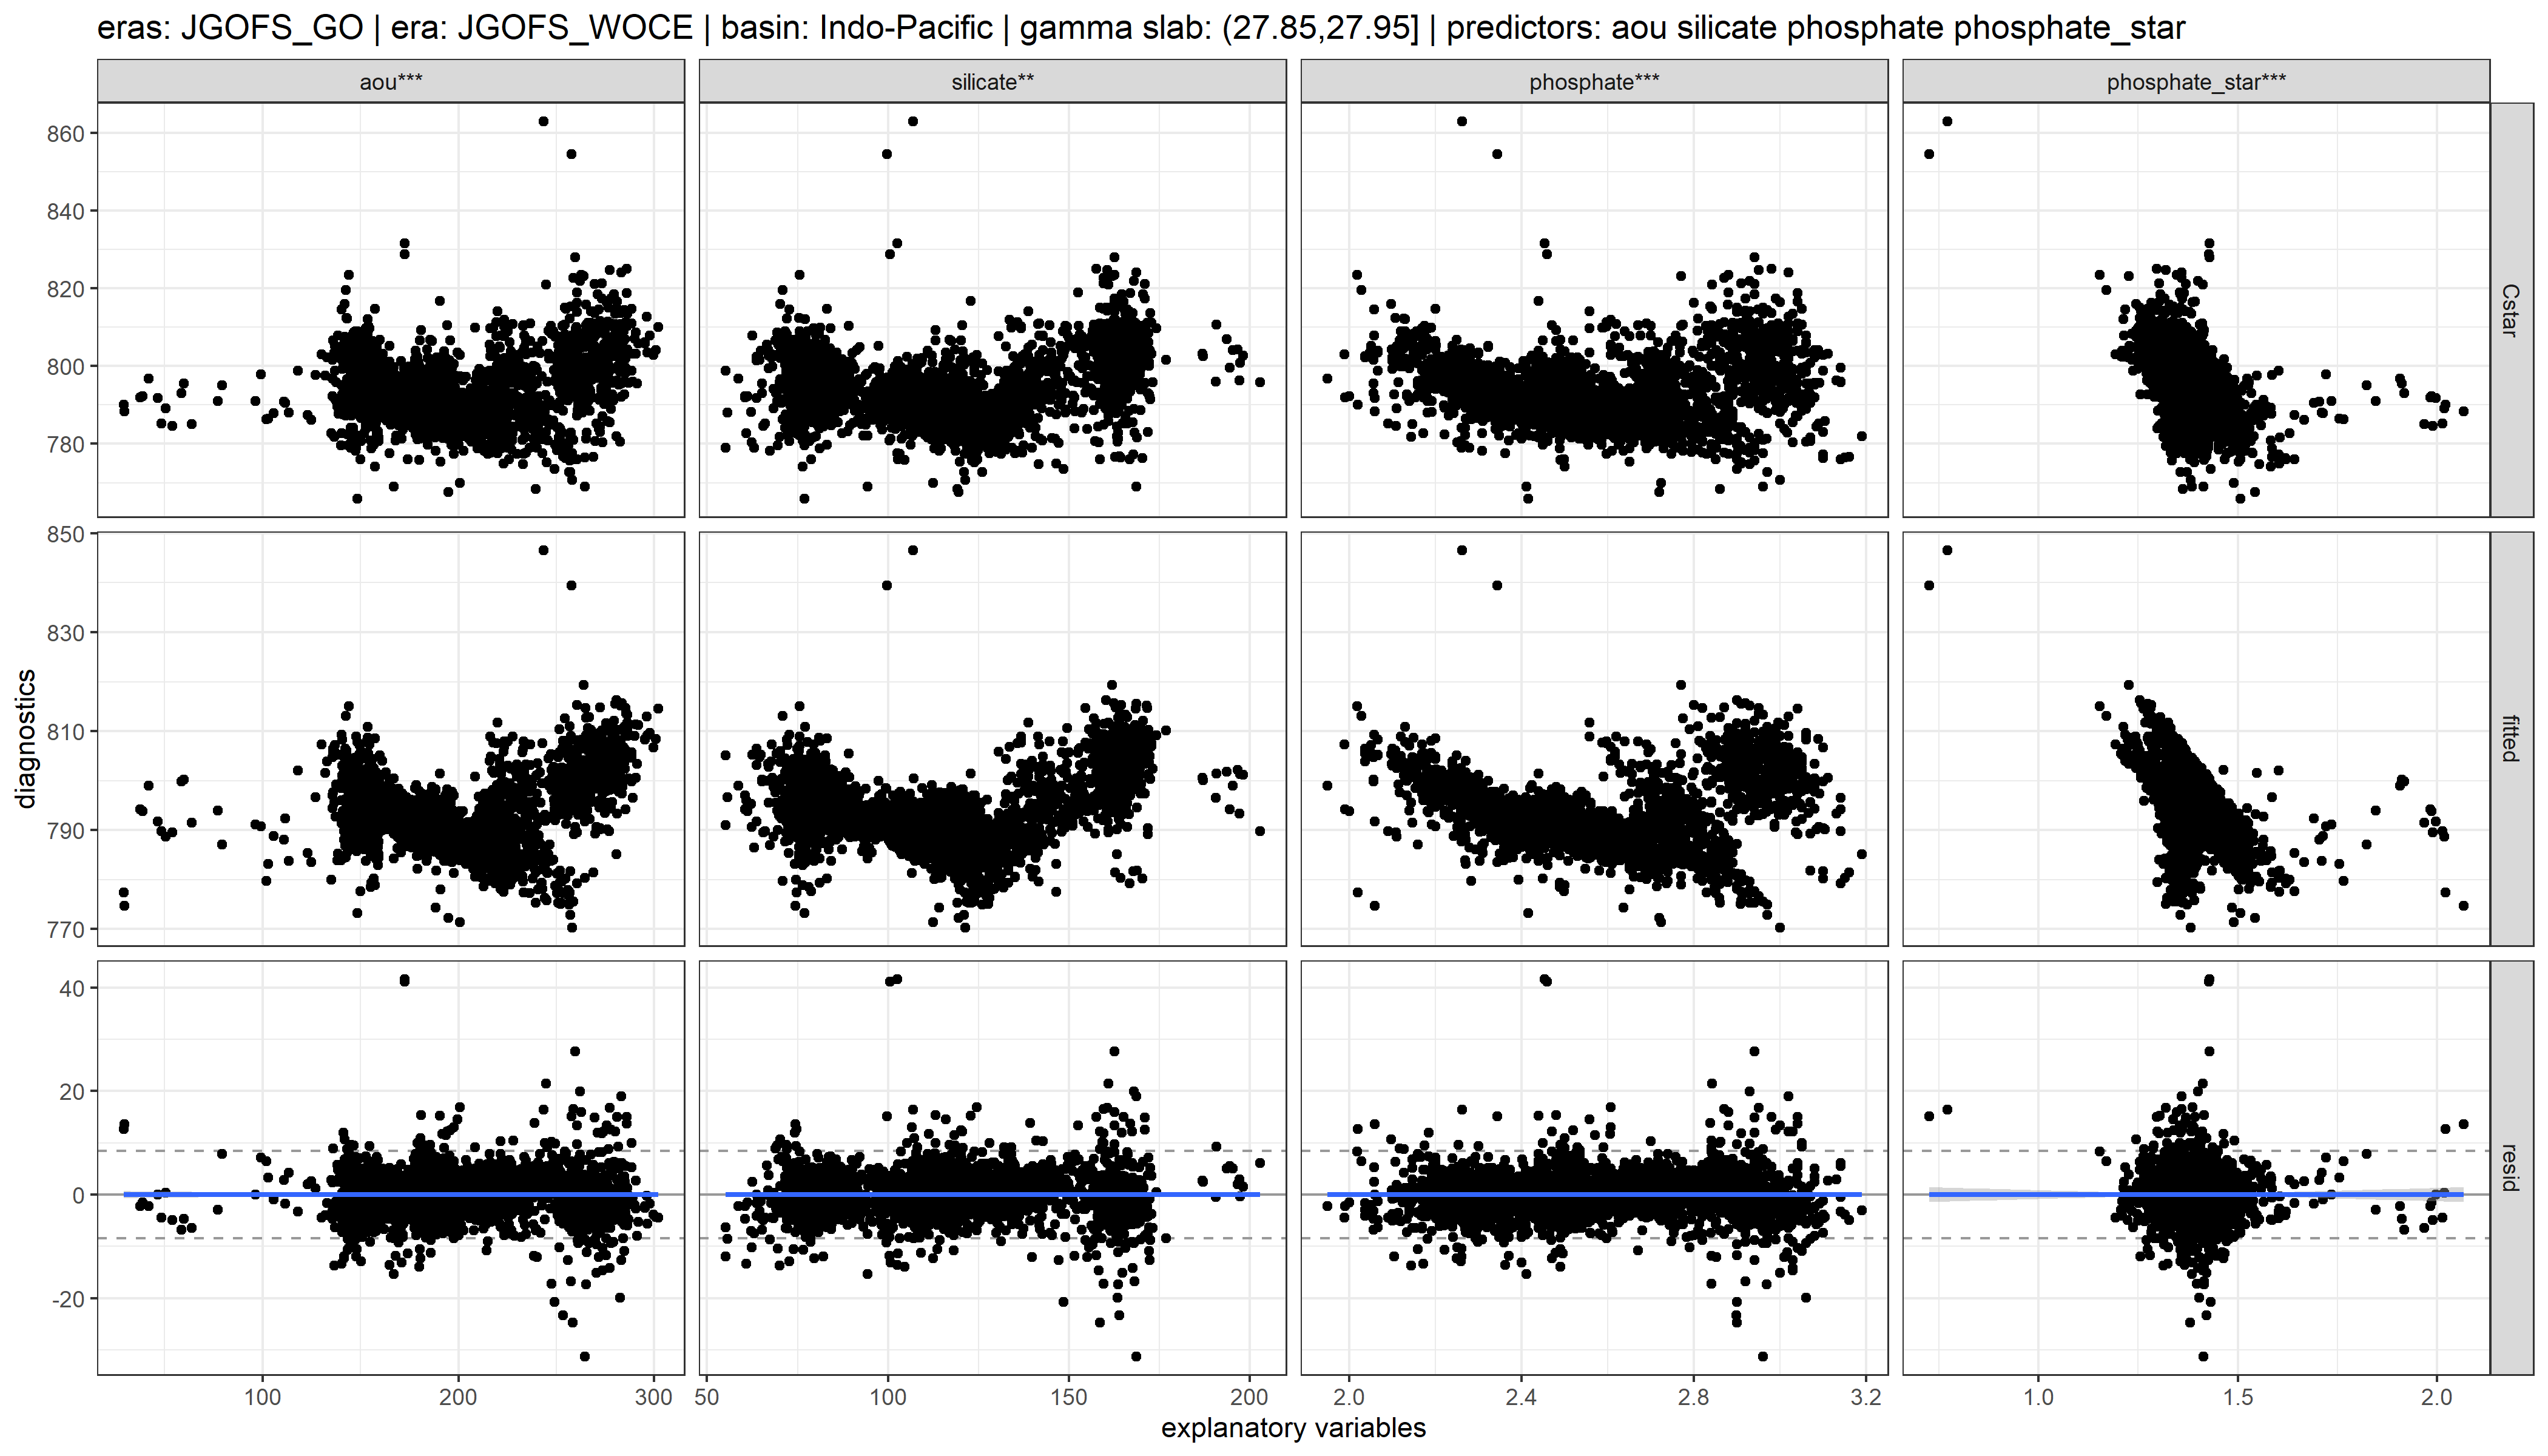 eras: JGOFS_GO | era: JGOFS_WOCE | basin: Indo-Pacific | gamma slab: (27.85,27.95] | predictors: aou silicate phosphate phosphate_star
aou*** silicate** phosphate*** phosphate_star***
860
840
820
800
780
Cstar
850
830
810
790
770
fitted
diagnostics
40
20
0
-20
resid
100 200 300 50 100 150 200 2.0 2.4 2.8 3.2 1.0 1.5 2.0
explanatory variables